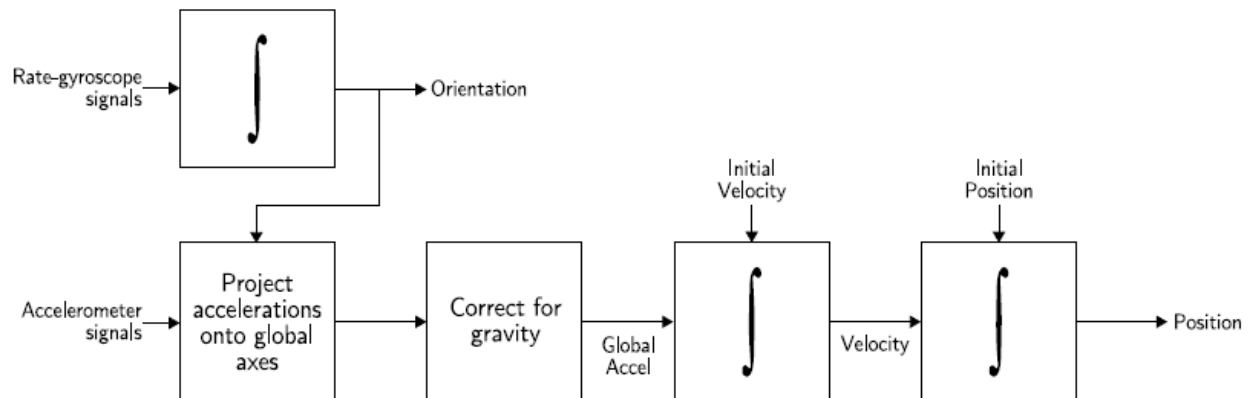 Rate-gyroscope
signals
Orientation
Initial
Velocity
Initial
Position
Accelerometer
signals
Project
accelerations
onto global
axes
Correct for
gravity
Global
Accel
Velocity
Position